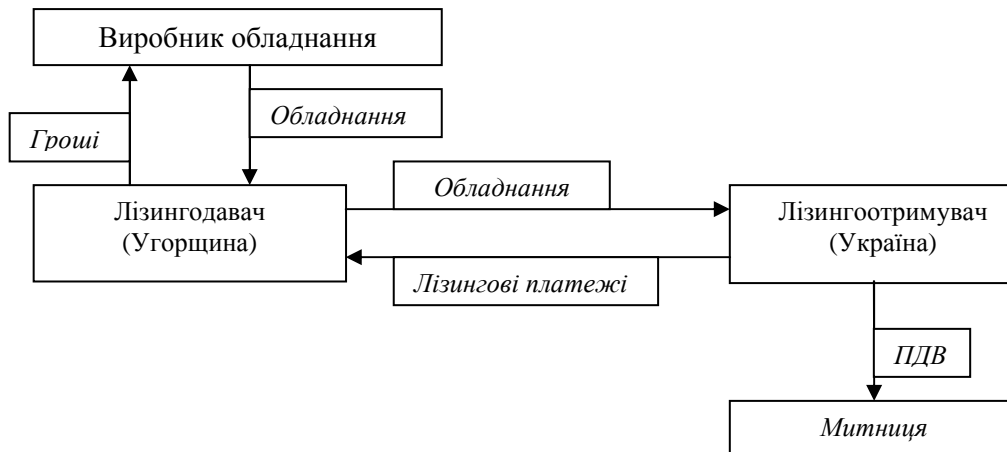 Виробник обладнання
Обладнання
Гроші
Обладнання
Лізингодавач
(Угорщина)
Лізингоотримувач
(Україна)
Лізингові платежі
ПДВ
Митниця